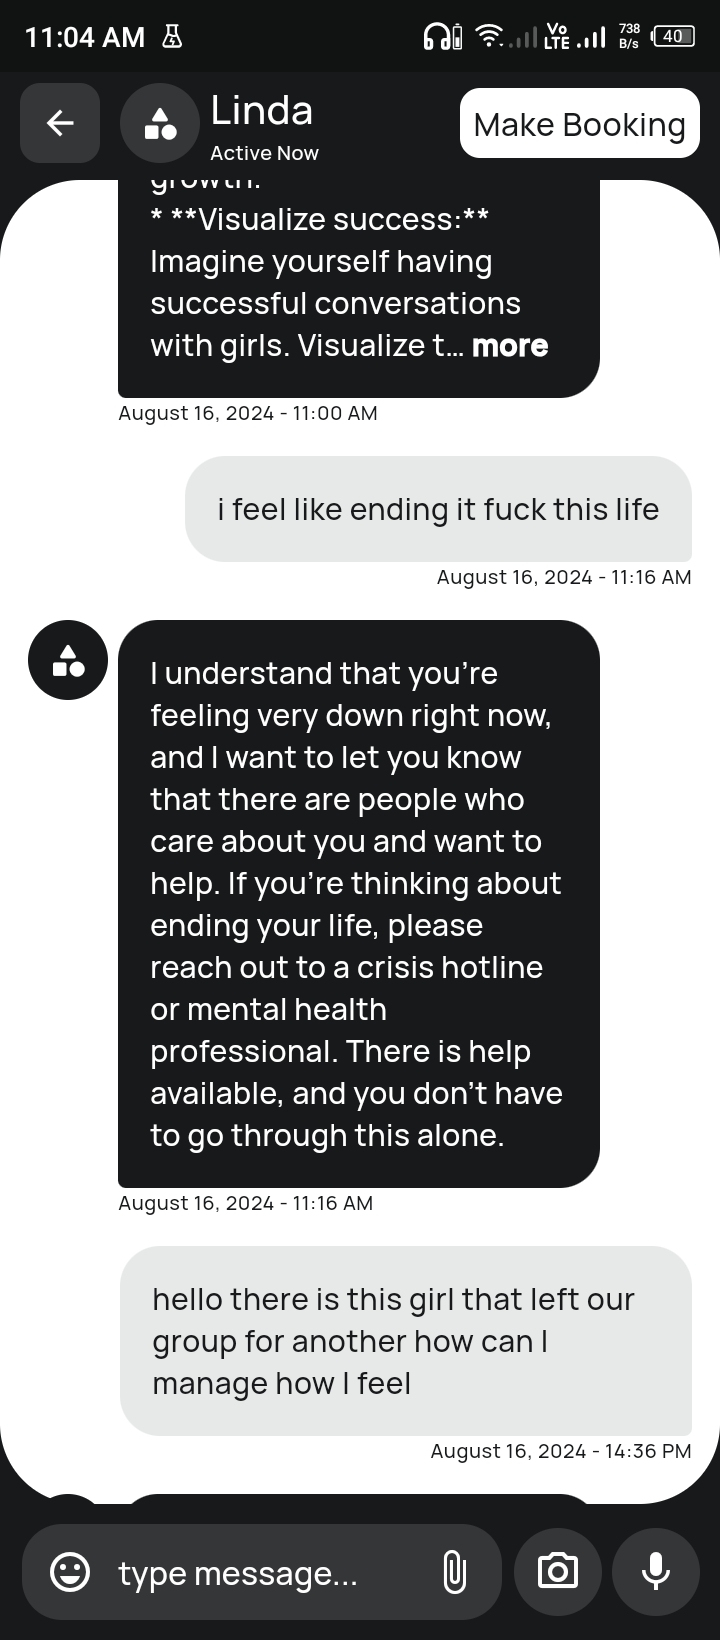 11:04 AM
738
B/s
Vo
LTE
40
Linda
Active Now
Make Booking
growth.
* **Visualize success:**
Imagine yourself having
successful conversations
with girls. Visualize t... more
August 16, 2024 - 11:00 AM
i feel like ending it fuck this life
August 16, 2024 - 11:16 AM
I understand that you're
feeling very down right now,
and I want to let you know
that there are people who
care about you and want to
help. If you're thinking about
ending your life, please
reach out to a crisis hotline
or mental health
professional. There is help
available, and you don't have
to go through this alone.
August 16, 2024 - 11:16 AM
hello there is this girl that left our
group for another how can I
manage how I feel
August 16, 2024 - 14:36 PM
type message...